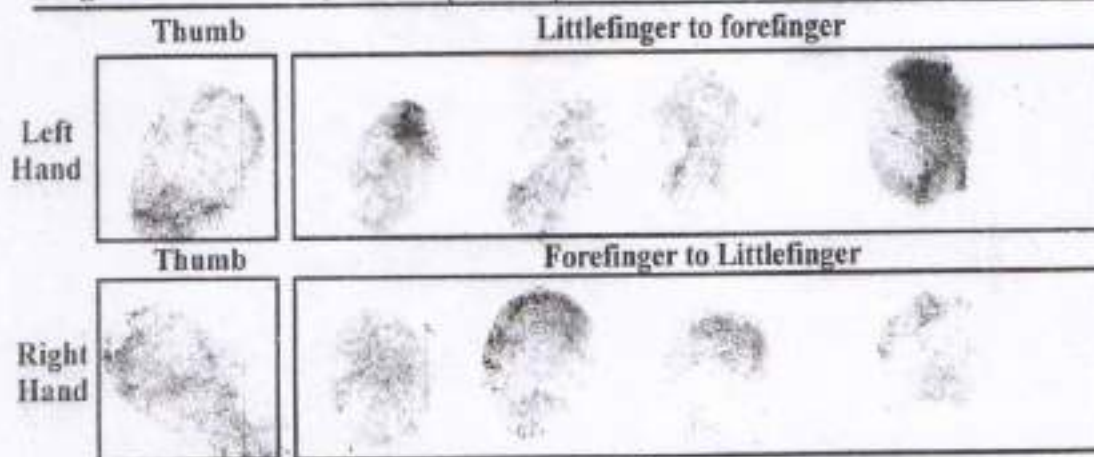 Thumb Littlefinger to forefinger
Left
Hand
Thumb Forefinger to Littlefinger
Right
Hand